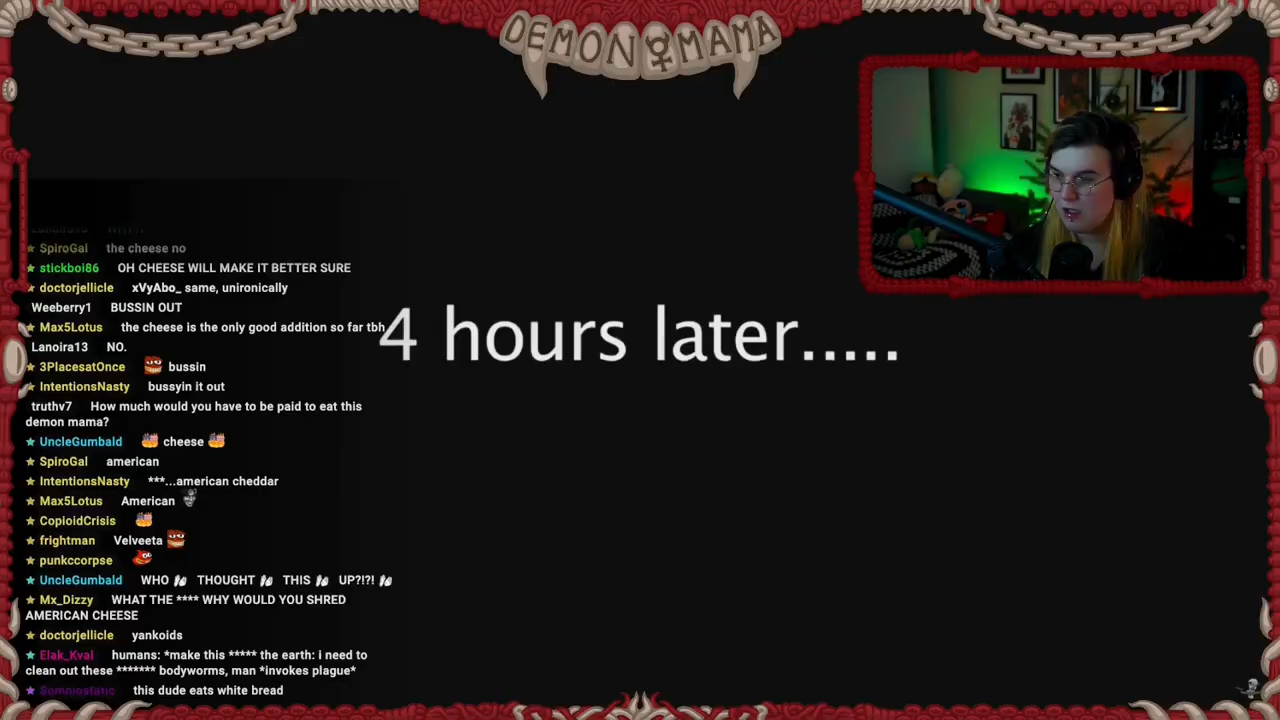 DEMON MAMA
SpiroGal the cheese no
stickboi86 OH CHEESE WILL MAKE IT BETTER SURE
doctorjellicle xVyAbo_ same, unironically
Weeberry1 BUSSIN OUT
Max5Lotus the cheese is the only good addition so far tbh
4 hours later.....
Lanoira13 NO.
3PlacesatOnce bussin
IntentionsNasty bussyin it out
truthv7 How much would you have to be paid to eat this
demon mama?
UncleGumbald cheese
SpiroGal american
IntentionsNasty ***...american cheddar
Max5Lotus American
CopioidCrisis
frightman Velveeta
punkccorpse
UncleGumbald WHO THOUGHT THIS UP?!?!
Mx_Dizzy WHAT THE **** WHY WOULD YOU SHRED
AMERICAN CHEESE
doctorjellicle yankoids
Elak_Kval humans: *make this ***** the earth: i need to
clean out these ******* bodyworms, man *invokes plague*
Somniosfatic this dude eats white bread